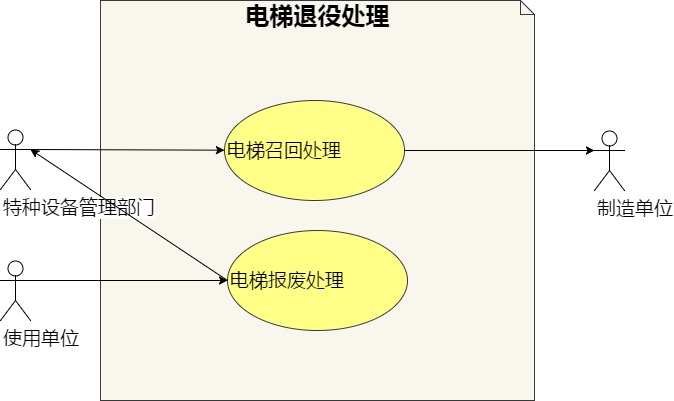 电梯退役处理
电梯召回处理
特种设备管理部门
制造单位
电梯报废处理
使用单位